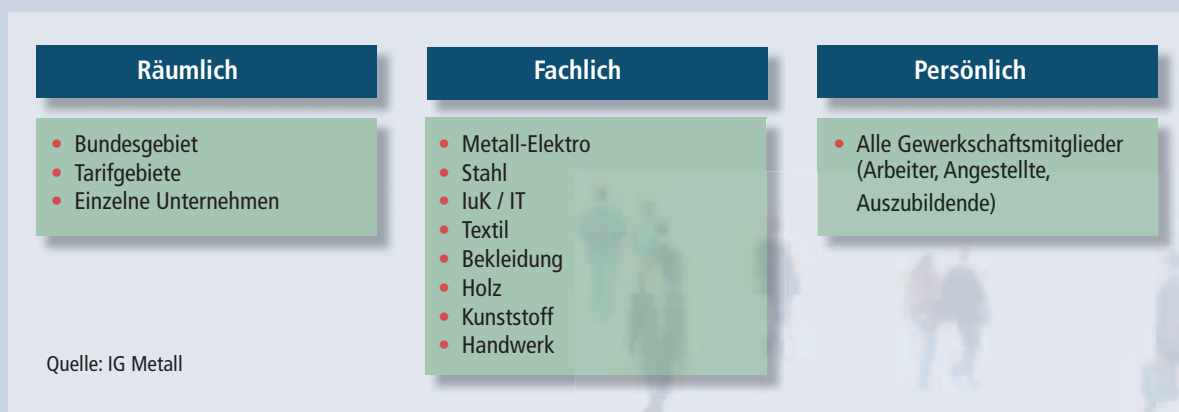 Räumlich
• Bundesgebiet
• Tarifgebiete
• Einzelne Unternehmen
Fachlich
• Metall-Elektro
• Stahl
• IuK / IT
• Textil
• Bekleidung
• Holz
• Kunststoff
• Handwerk
Persönlich
• Alle Gewerkschaftsmitglieder
(Arbeiter, Angestellte,
Auszubildende)
Quelle: IG Metall